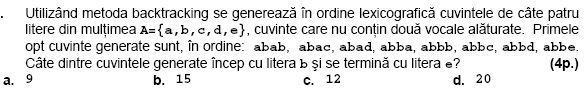 . Utilizând metoda backtracking se generează în ordine lexicografică cuvintele de câte patru
litere din mulţimea A={a,b,c,d,e}, cuvinte care nu conţin două vocale alăturate. Primele
opt cuvinte generate sunt, în ordine: abab, abac, abad, abba, abbb, abbc, abbd, abbe.
Câte dintre cuvintele generate încep cu litera b şi se termină cu litera e? (4p.)
a. 9 b. 15 c. 12 d. 20